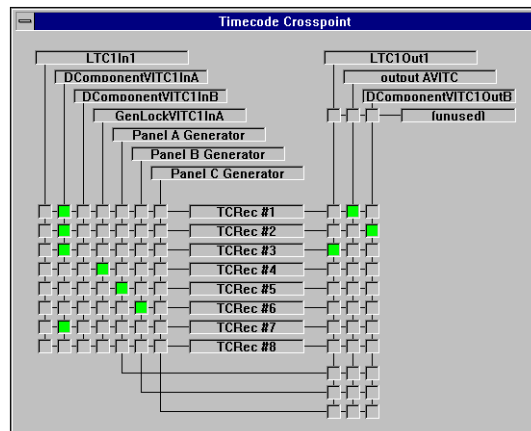 Timecode Crosspoint
LTC1In1
DComponentVITC1InA
DComponentVITC1InB
GenLockVITC1InA
Panel A Generator
Panel B Generator
Panel C Generator
LTC1Out1
output AVITC
DComponentVITC1OutB
(unused)
TCRec #1
TCRec #2
TCRec #3
TCRec #4
TCRec #5
TCRec #6
TCRec #7
TCRec #8